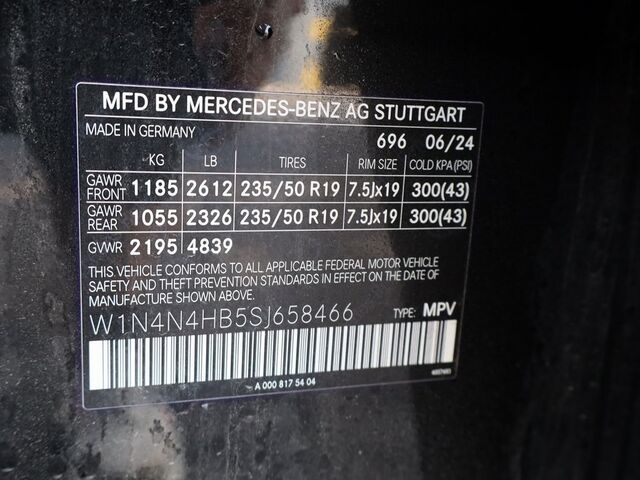 MFD BY MERCEDES-BENZ AG STUTTGART
MADE IN GERMANY 696 06/24
KG LB TIRES RIM SIZE COLD KPA (PSI)
GAWR FRONT 1185 2612 235/50 R19 7.5Jx19 300(43)
GAWR REAR 1055 2326 235/50 R19 7.5Jx19 300(43)
GVWR 2195 4839
THIS VEHICLE CONFORMS TO ALL APPLICABLE FEDERAL MOTOR VEHICLE
SAFETY AND THEFT PREVENTION STANDARDS IN EFFECT ON THE DATE OF
MANUFACTURE SHOWN ABOVE.
W1N4N4HB5SJ658466 TYPE: MPV
A 000 817 54 04